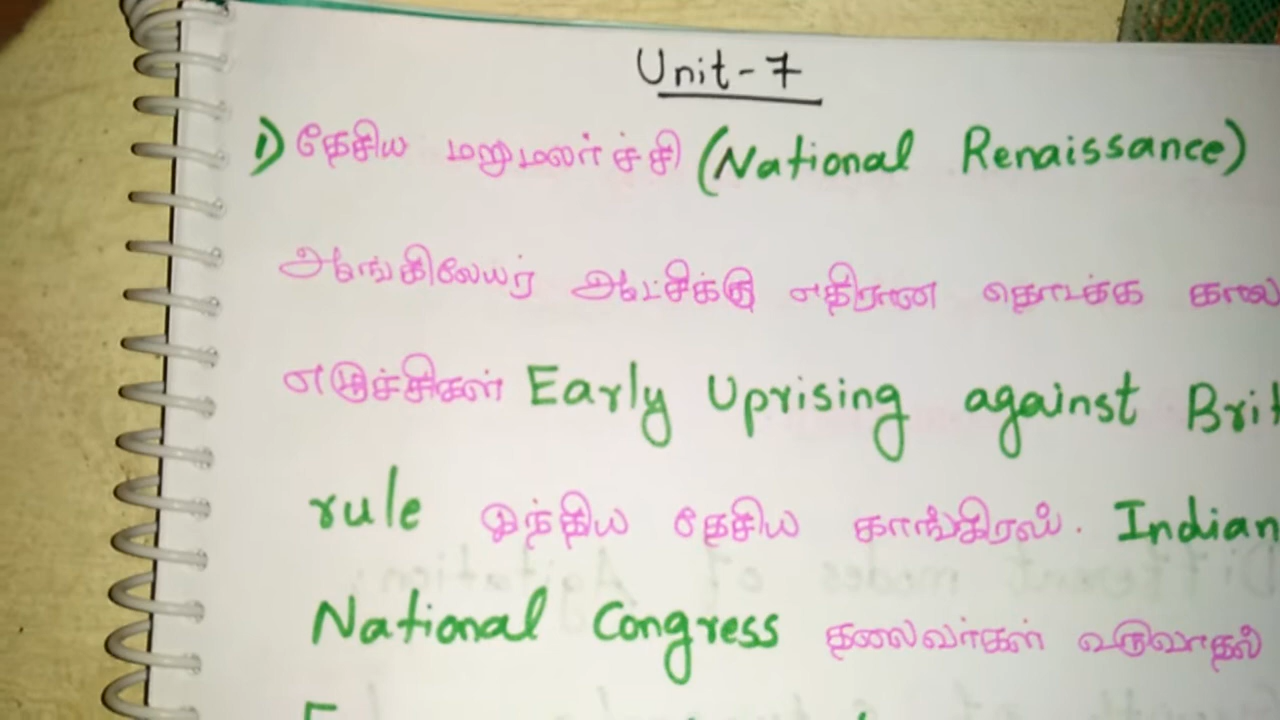 Unit-7
1) தேசிய மறுமலர்ச்சி (National Renaissance)
ஆங்கிலேயர் ஆட்சிக்கு எதிரான தொடக்க கால
எழுச்சிகள் Early Uprising against Brit
rule இந்திய தேசிய காங்கிரஸ். Indian
National Congress தலைவர்கள் உருவாதல்